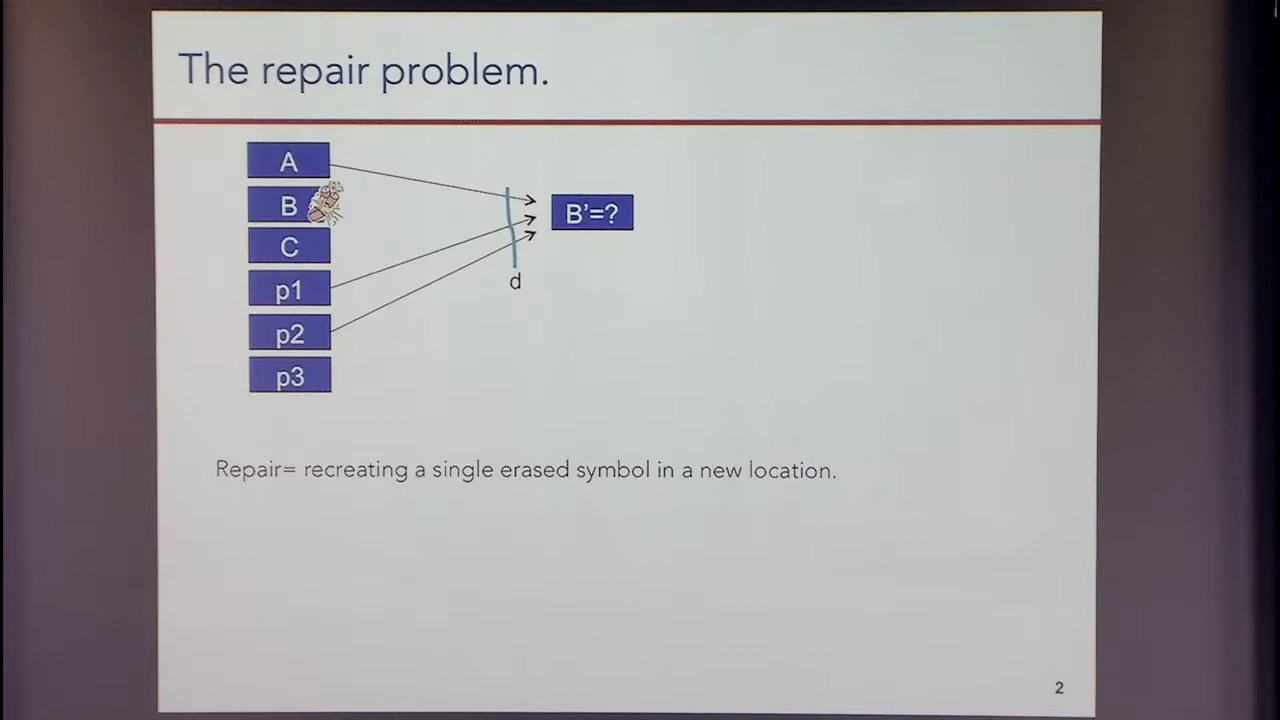 The repair problem.
A
B
C
p1
p2
p3
B'=?
d
Repair= recreating a single erased symbol in a new location.
2